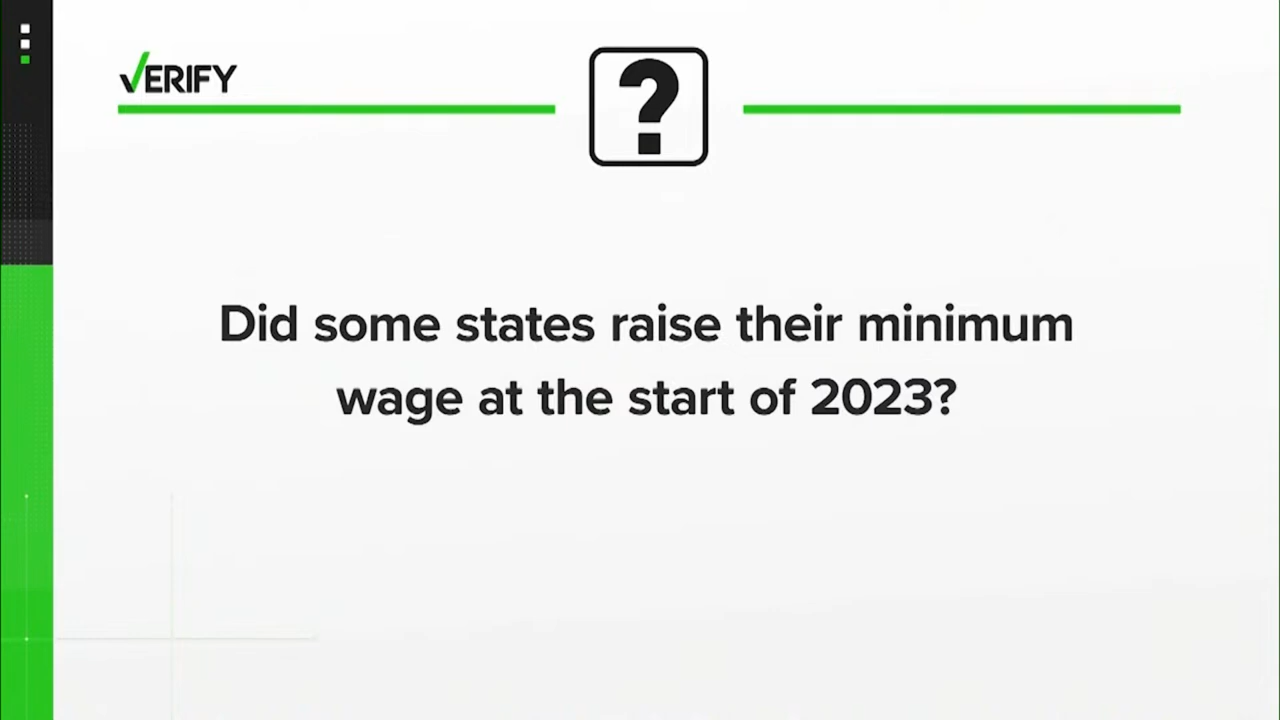 VERIFY
?
Did some states raise their minimum
wage at the start of 2023?